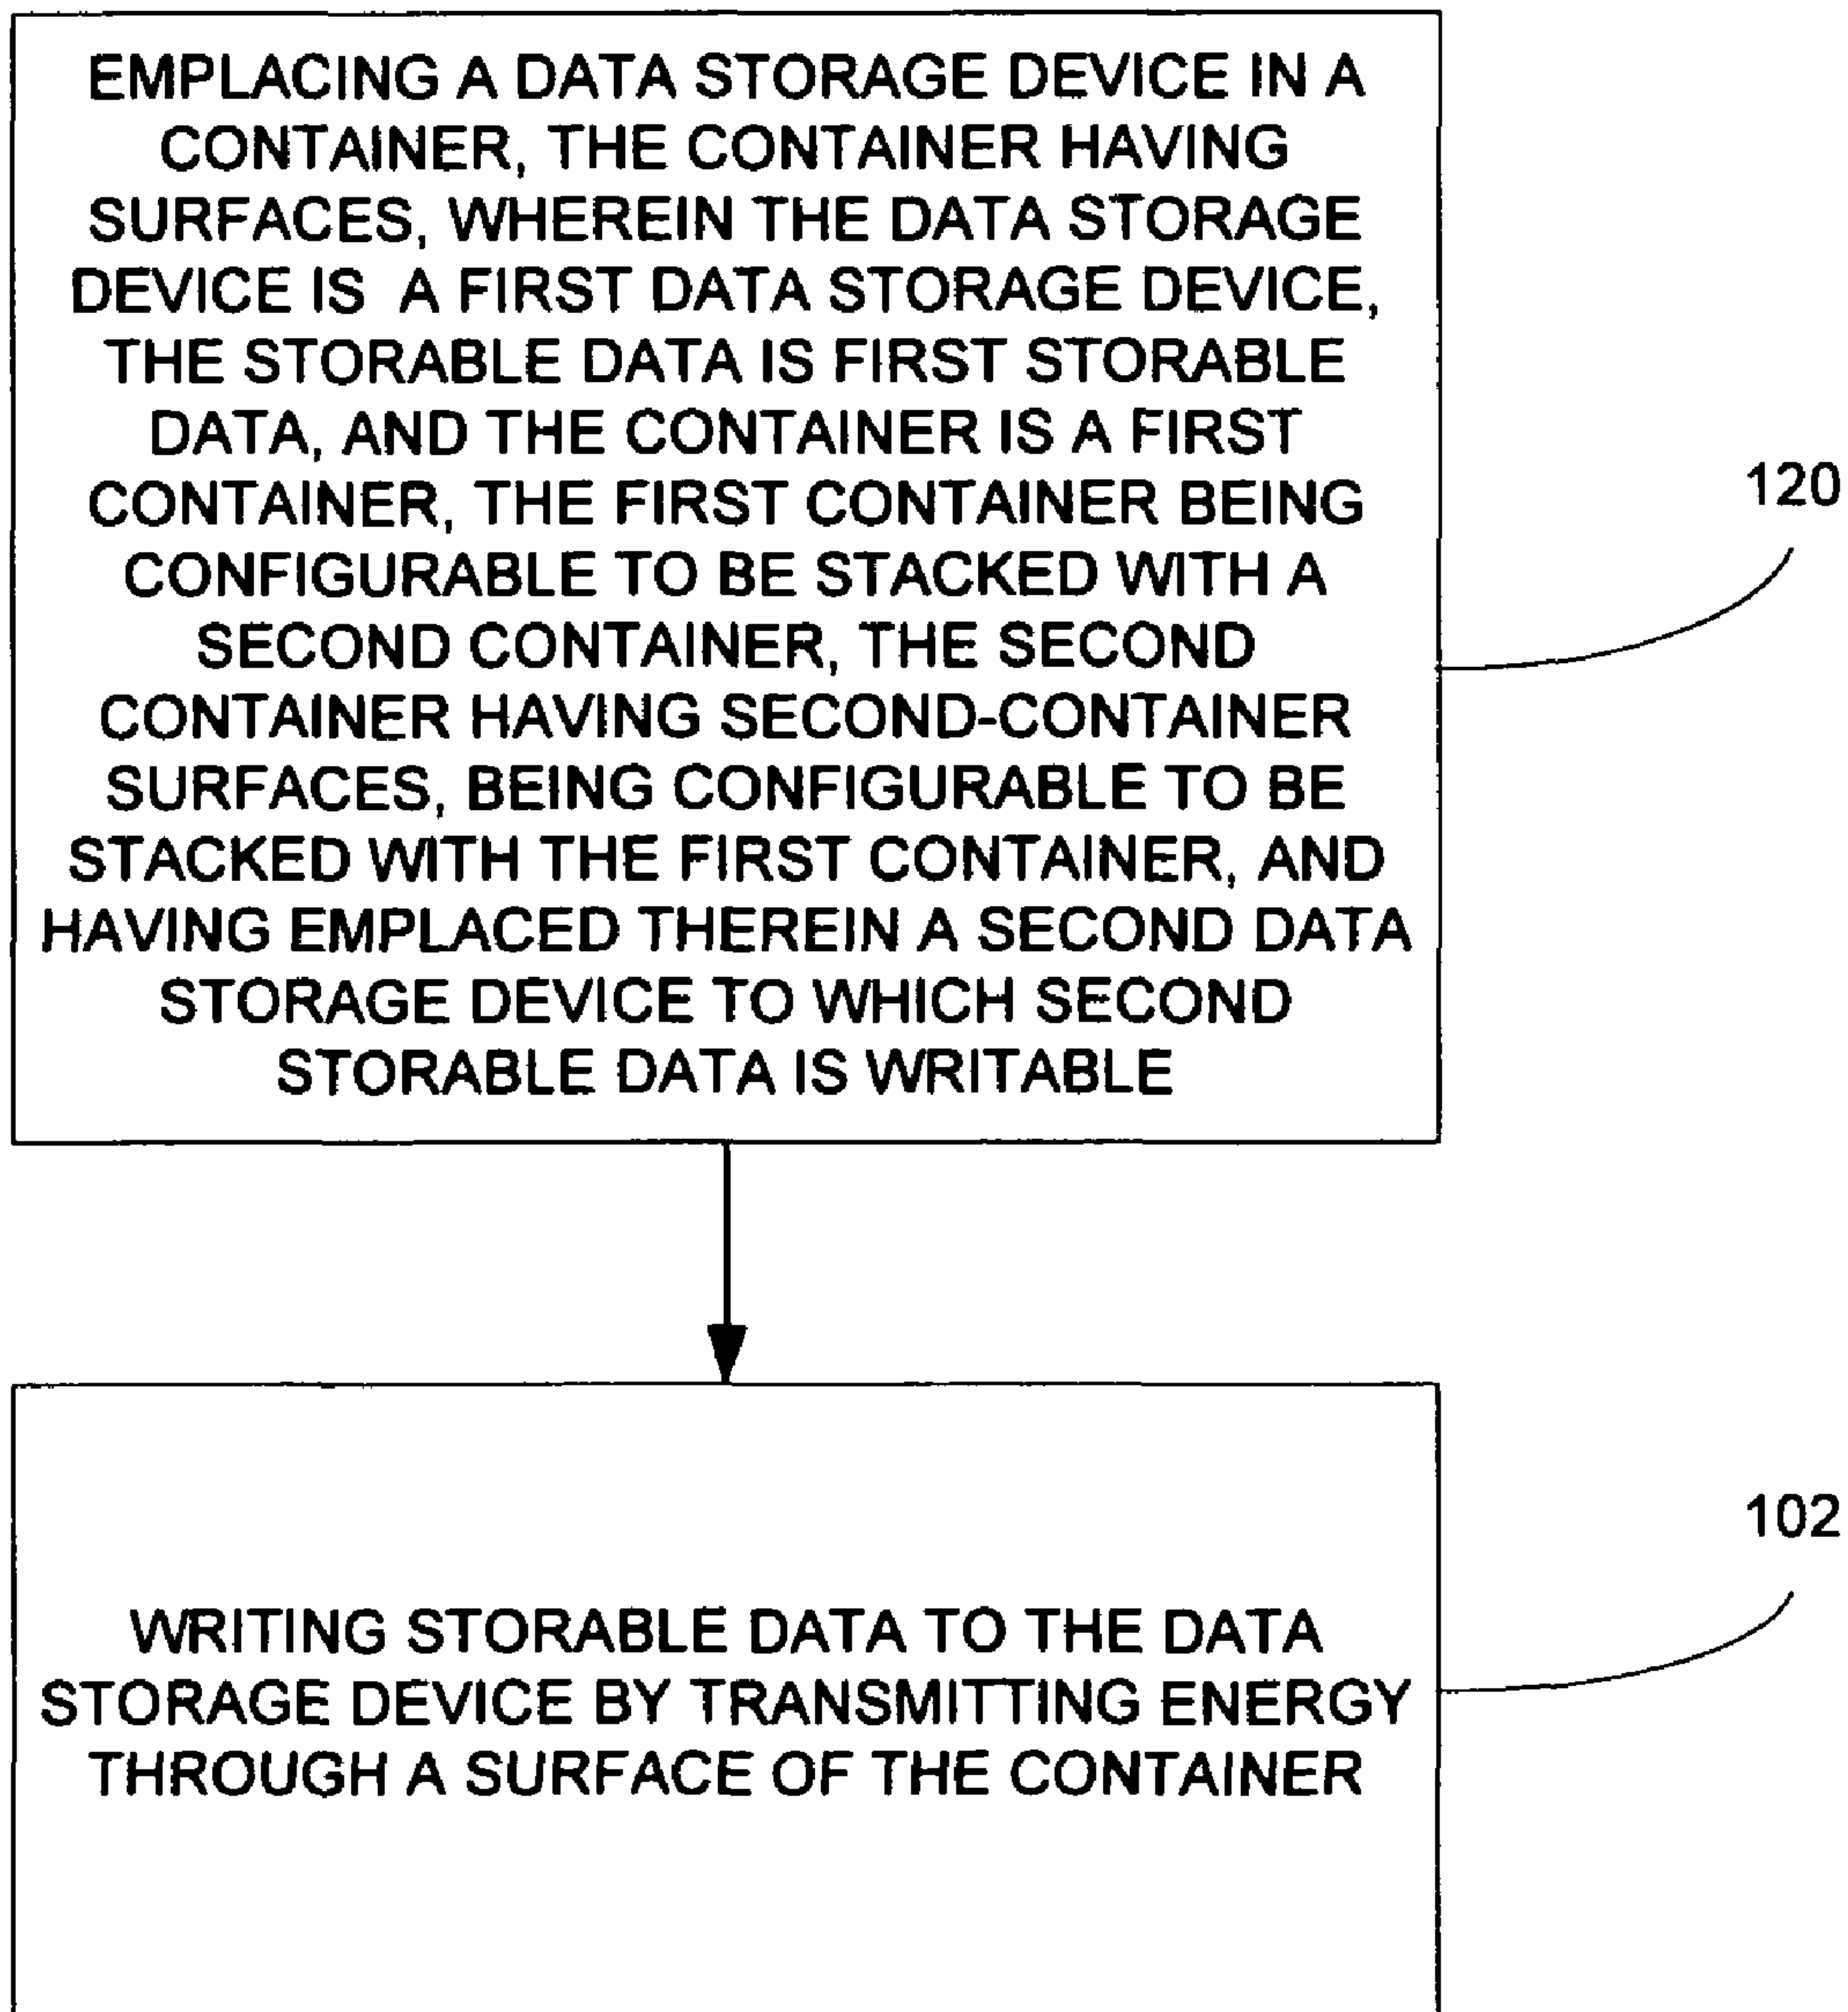 EMPLACING A DATA STORAGE DEVICE IN A
CONTAINER, THE CONTAINER HAVING
SURFACES, WHEREIN THE DATA STORAGE
DEVICE IS A FIRST DATA STORAGE DEVICE,
THE STORABLE DATA IS FIRST STORABLE
DATA, AND THE CONTAINER IS A FIRST
CONTAINER, THE FIRST CONTAINER BEING
CONFIGURABLE TO BE STACKED WITH A
SECOND CONTAINER, THE SECOND
CONTAINER HAVING SECOND-CONTAINER
SURFACES, BEING CONFIGURABLE TO BE
STACKED WITH THE FIRST CONTAINER, AND
HAVING EMPLACED THEREIN A SECOND DATA
STORAGE DEVICE TO WHICH SECOND
STORABLE DATA IS WRITABLE
120
WRITING STORABLE DATA TO THE DATA
STORAGE DEVICE BY TRANSMITTING ENERGY
THROUGH A SURFACE OF THE CONTAINER
102